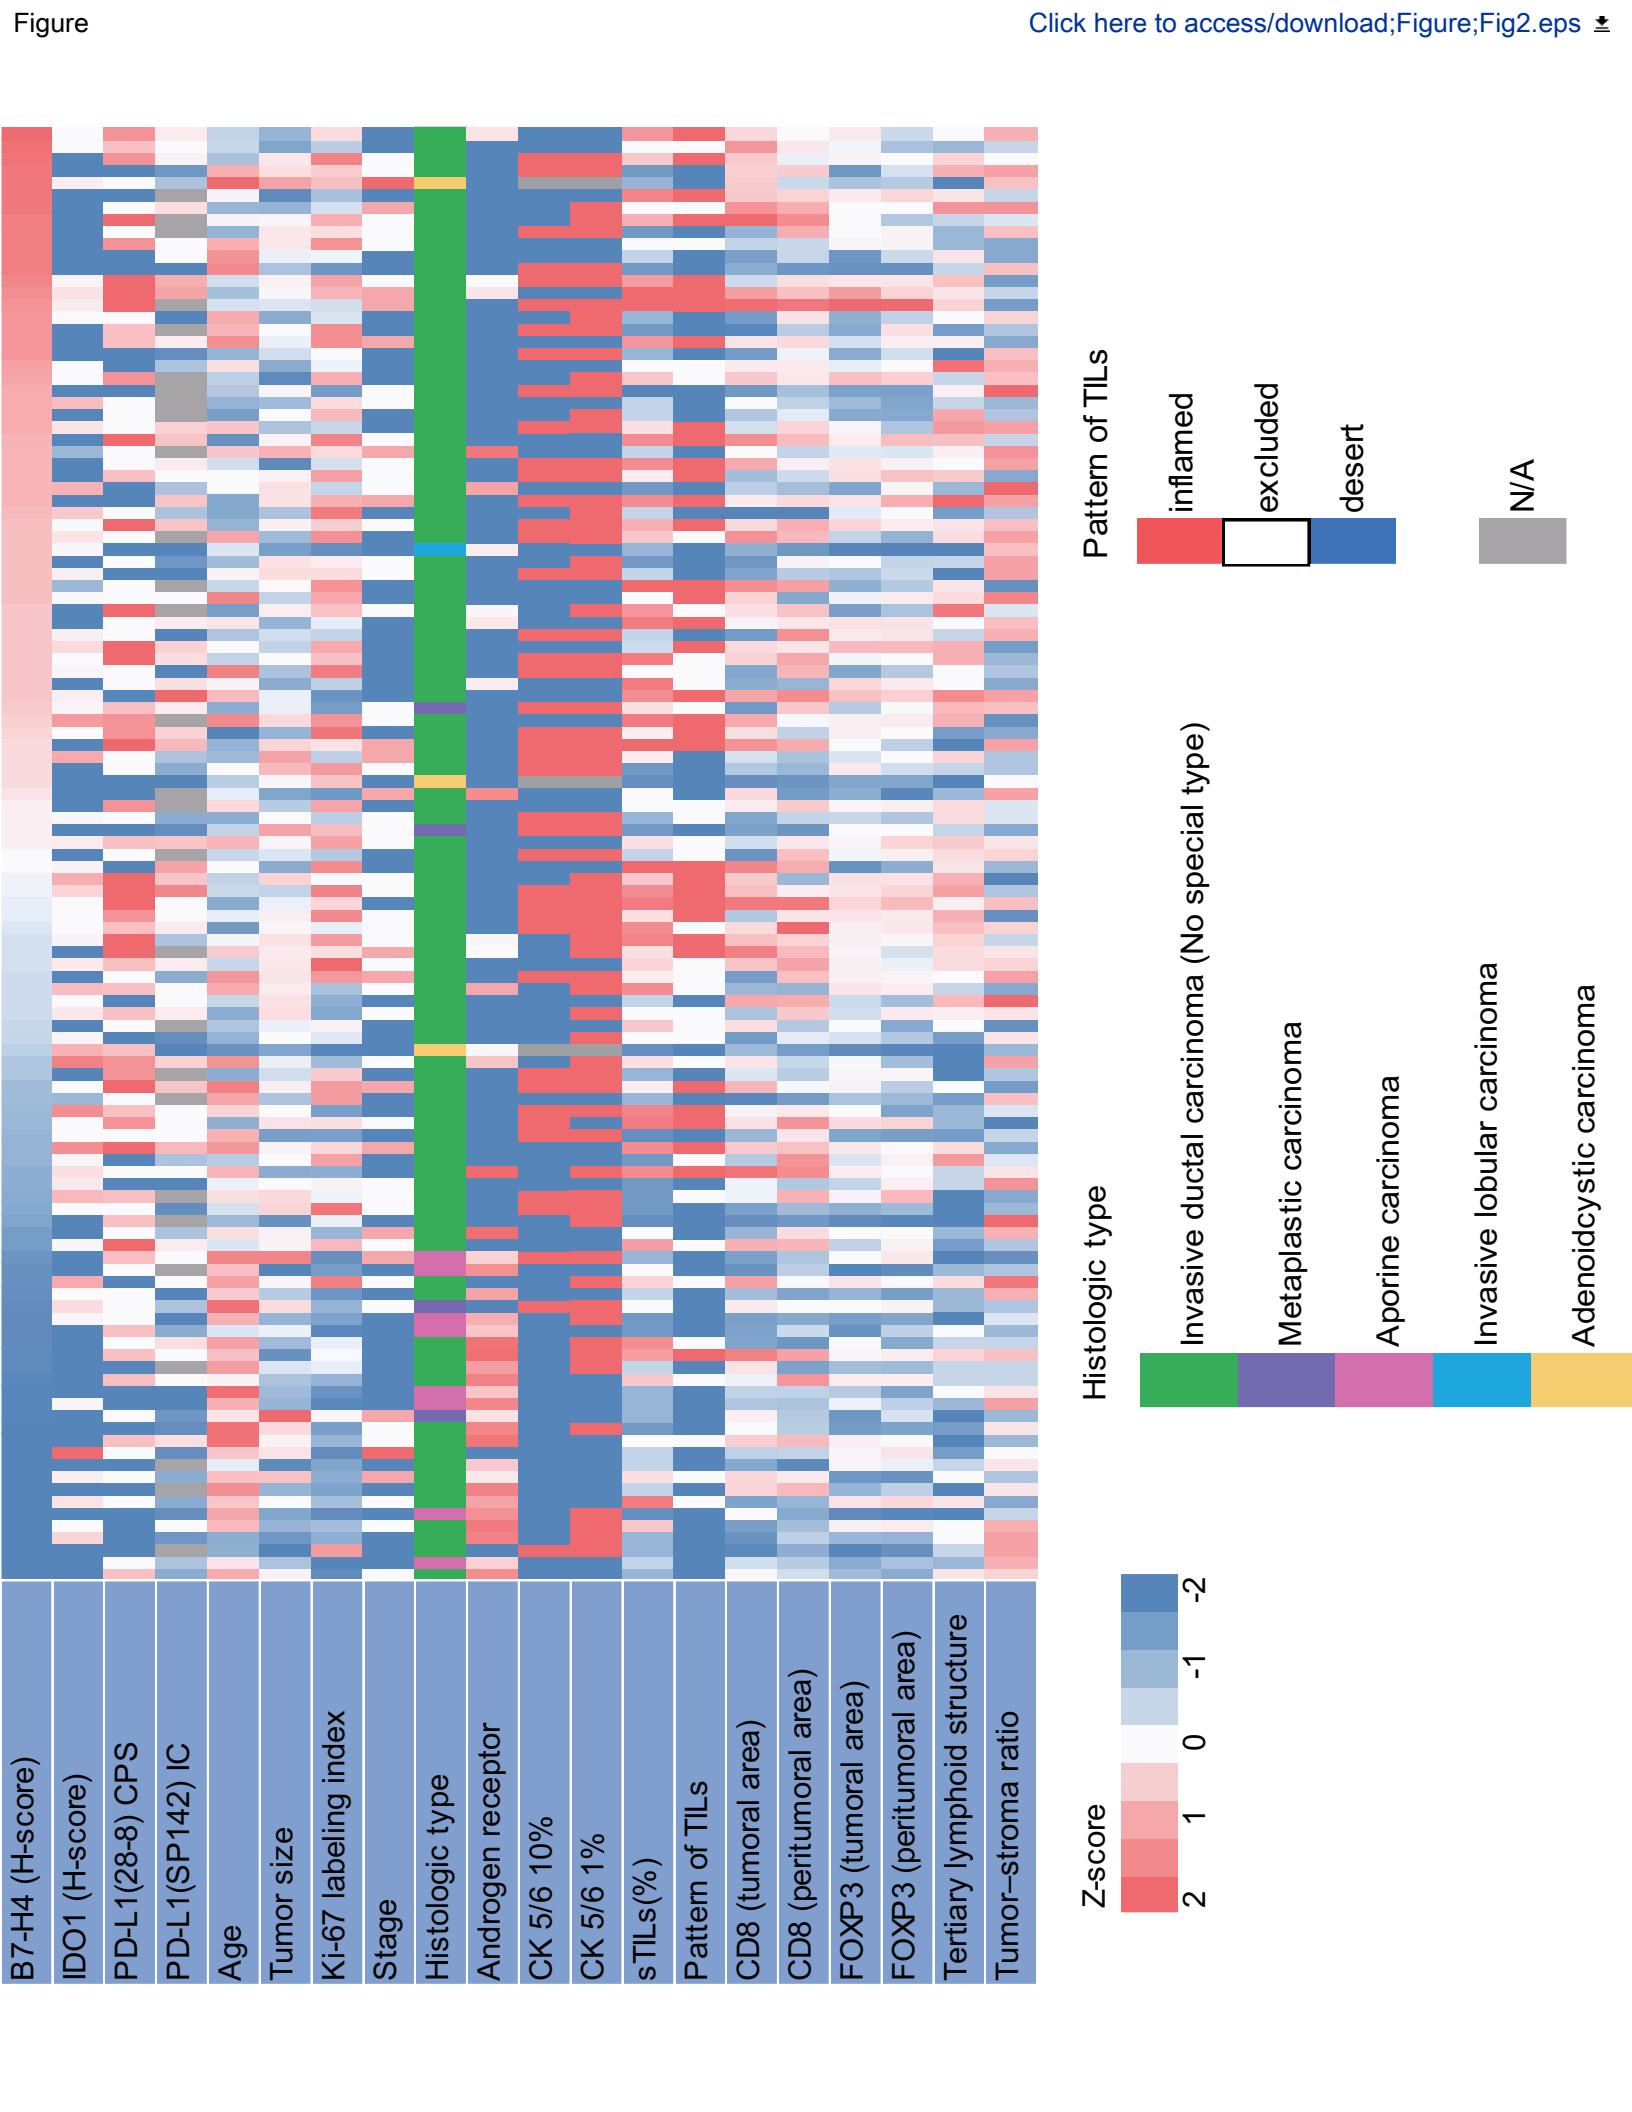 Figure
Click here to access/download;Figure;Fig2.eps
B7-H4 (H-score)
IDO1 (H-score)
PD-L1(28-8) CPS
PD-L1(SP142) IC
Age
Tumor size
Ki-67 labeling index
Stage
Histologic type
Androgen receptor
CK 5/6 10%
CK 5/6 1%
sTILs(%)
Pattern of TILs
CD8 (tumoral area)
CD8 (peritumoral area)
FOXP3 (tumoral area)
FOXP3 (peritumoral area)
Tertiary lymphoid structure
Tumor–stroma ratio
Z-score
2
1
0
-1
-2
Histologic type
Invasive ductal carcinoma (No special type)
Metaplastic carcinoma
Aporine carcinoma
Invasive lobular carcinoma
Adenoidcystic carcinoma
Pattern of TILs
inflamed
excluded
desert
N/A